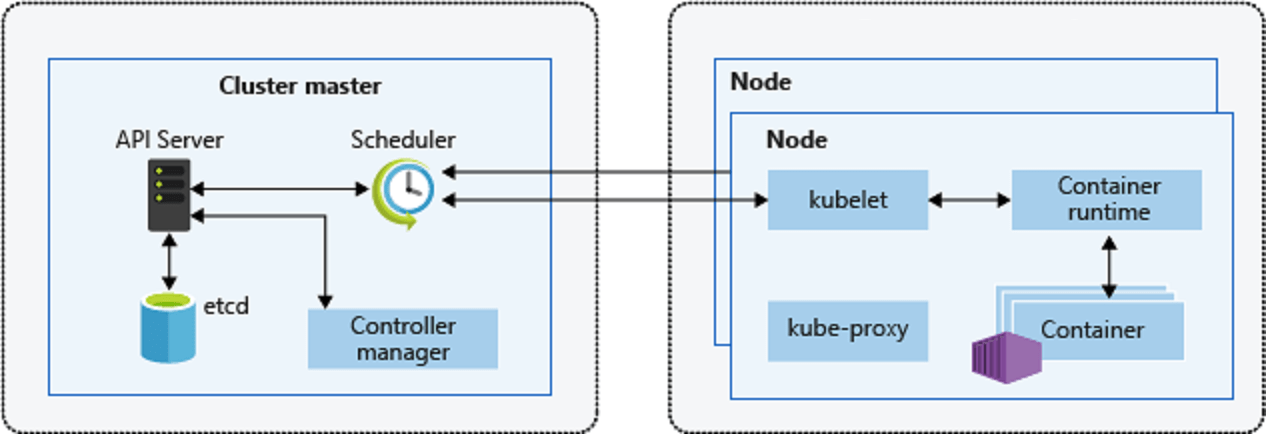 Cluster master
API Server
Scheduler
etcd
Controller
manager
Node
Node
kubelet
Container
runtime
kube-proxy
Container